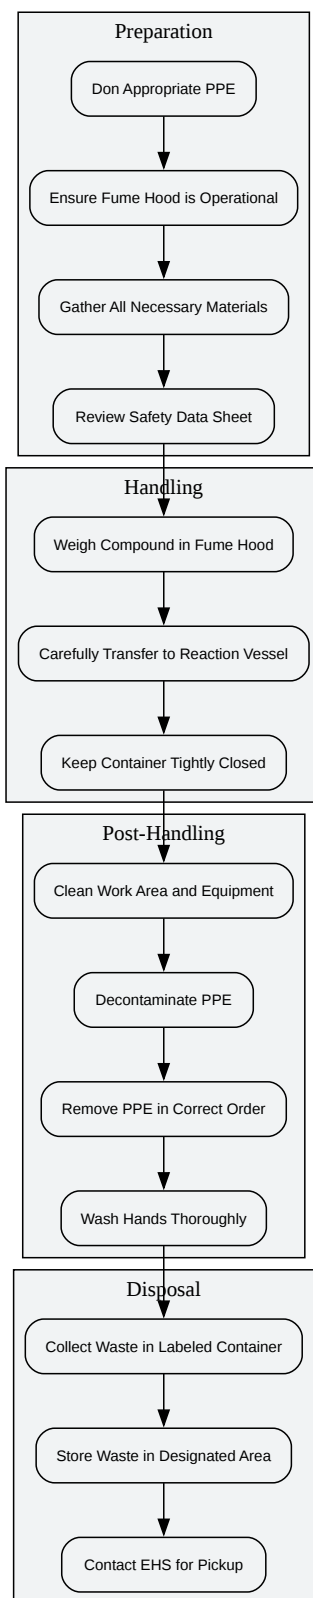 Preparation
Don Appropriate PPE
Ensure Fume Hood is Operational
Gather All Necessary Materials
Review Safety Data Sheet
Handling
Weigh Compound in Fume Hood
Carefully Transfer to Reaction Vessel
Keep Container Tightly Closed
Post-Handling
Clean Work Area and Equipment
Decontaminate PPE
Remove PPE in Correct Order
Wash Hands Thoroughly
Disposal
Collect Waste in Labeled Container
Store Waste in Designated Area
Contact EHS for Pickup